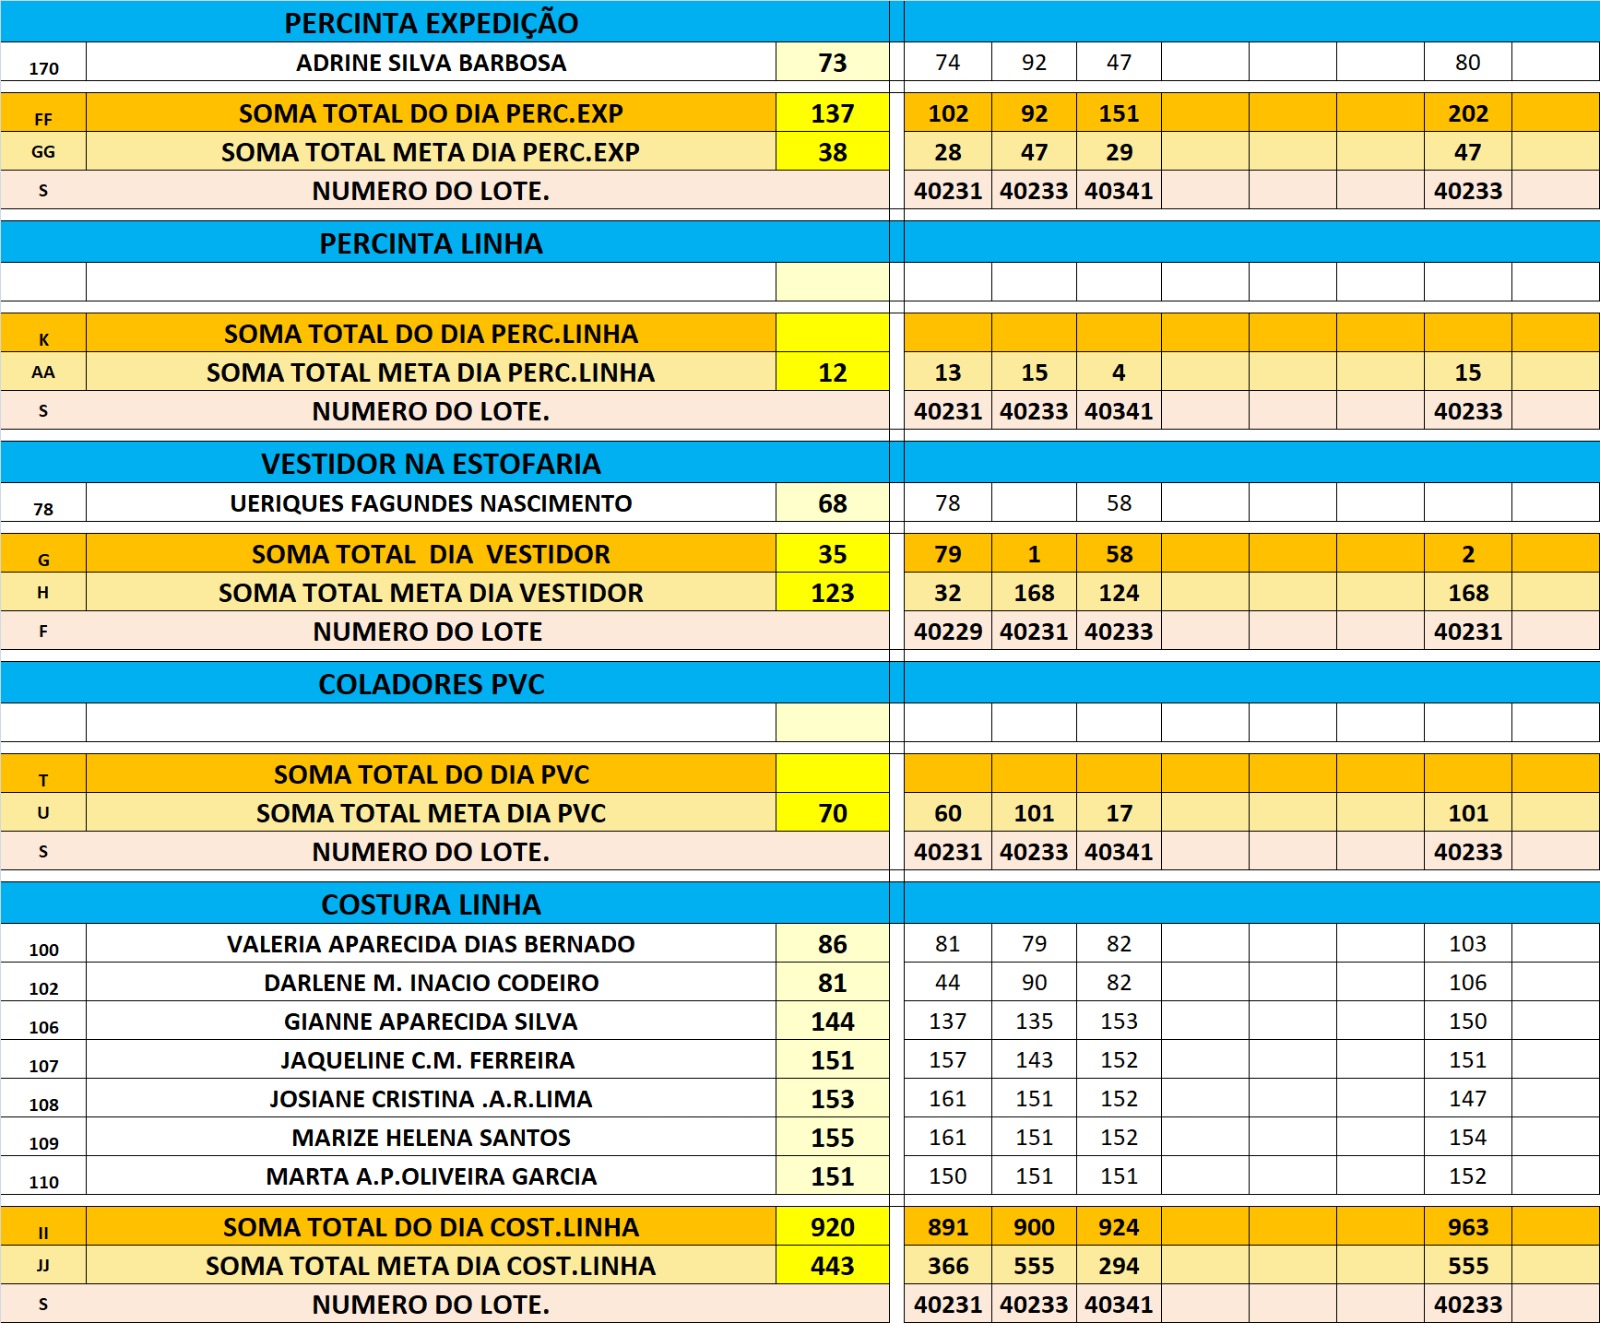 PERCINTA EXPEDIÇÃO
170 ADRINE SILVA BARBOSA 73 74 92 47 80
FF SOMA TOTAL DO DIA PERC.EXP 137 102 92 151 202
GG SOMA TOTAL META DIA PERC.EXP 38 28 47 29 47
S NUMERO DO LOTE. 40231 40233 40341 40233
PERCINTA LINHA
K SOMA TOTAL DO DIA PERC.LINHA
AA SOMA TOTAL META DIA PERC.LINHA 12 13 15 4 15
S NUMERO DO LOTE. 40231 40233 40341 40233
VESTIDOR NA ESTOFARIA
78 UERIQUES FAGUNDES NASCIMENTO 68 78 58
G SOMA TOTAL DIA VESTIDOR 35 79 1 58 2
H SOMA TOTAL META DIA VESTIDOR 123 32 168 124 168
F NUMERO DO LOTE 40229 40231 40233 40231
COLADORES PVC
T SOMA TOTAL DO DIA PVC
U SOMA TOTAL META DIA PVC 70 60 101 17 101
S NUMERO DO LOTE. 40231 40233 40341 40233
COSTURA LINHA
100 VALERIA APARECIDA DIAS BERNADO 86 81 79 82 103
102 DARLENE M. INACIO CODEIRO 81 44 90 82 106
106 GIANNE APARECIDA SILVA 144 137 135 153 150
107 JAQUELINE C.M. FERREIRA 151 157 143 152 151
108 JOSIANE CRISTINA .A.R.LIMA 153 161 151 152 147
109 MARIZE HELENA SANTOS 155 161 151 152 154
110 MARTA A.P.OLIVEIRA GARCIA 151 150 151 151 152
II SOMA TOTAL DO DIA COST.LINHA 920 891 900 924 963
JJ SOMA TOTAL META DIA COST.LINHA 443 366 555 294 555
S NUMERO DO LOTE. 40231 40233 40341 40233